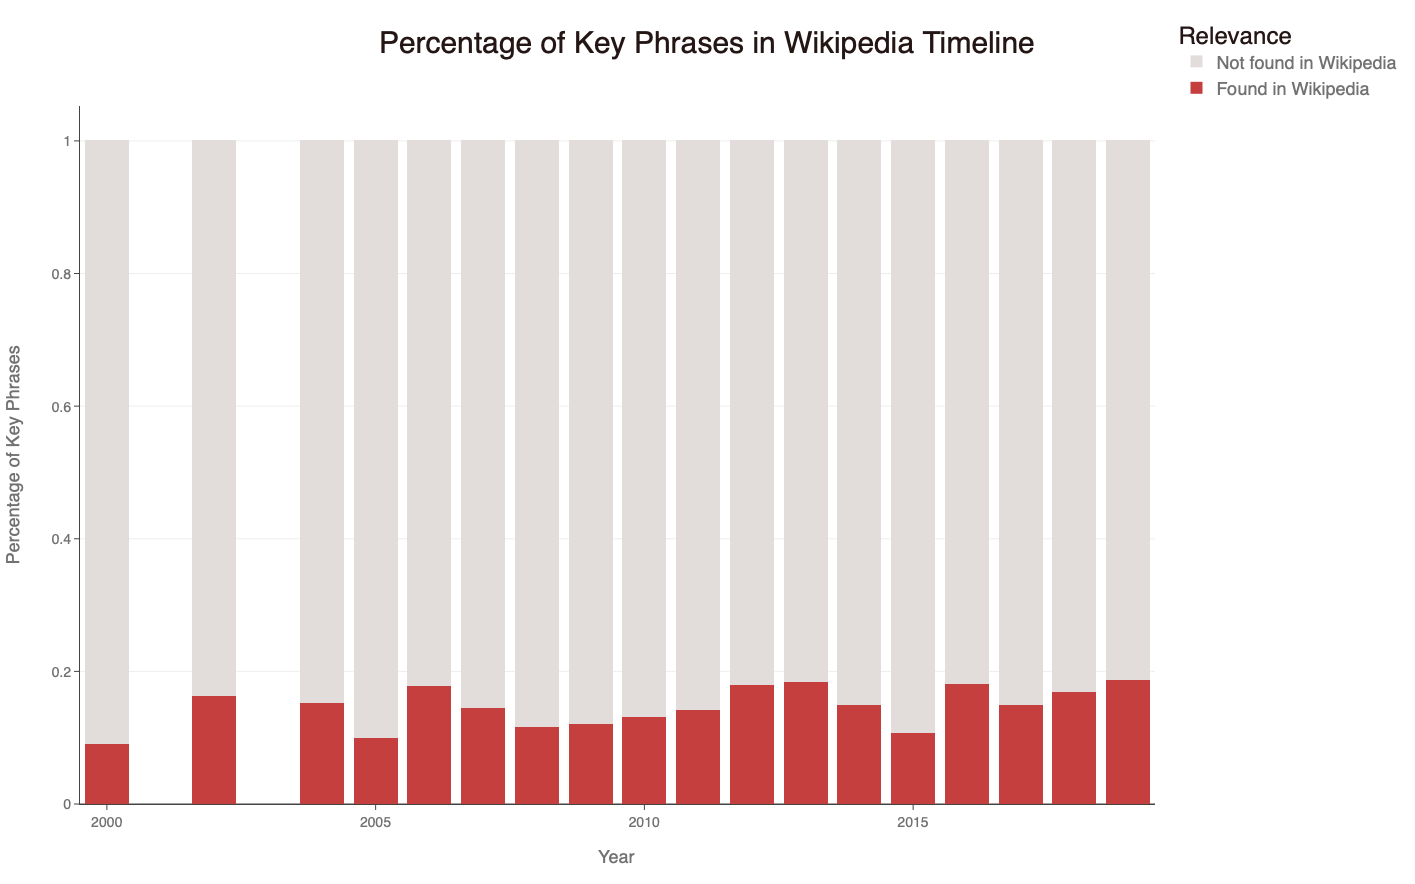 Percentage of Key Phrases in Wikipedia Timeline
Relevance
Not found in Wikipedia
Found in Wikipedia
Percentage of Key Phrases
1
0.8
0.6
0.4
0.2
0
2000
2005
2010
2015
Year